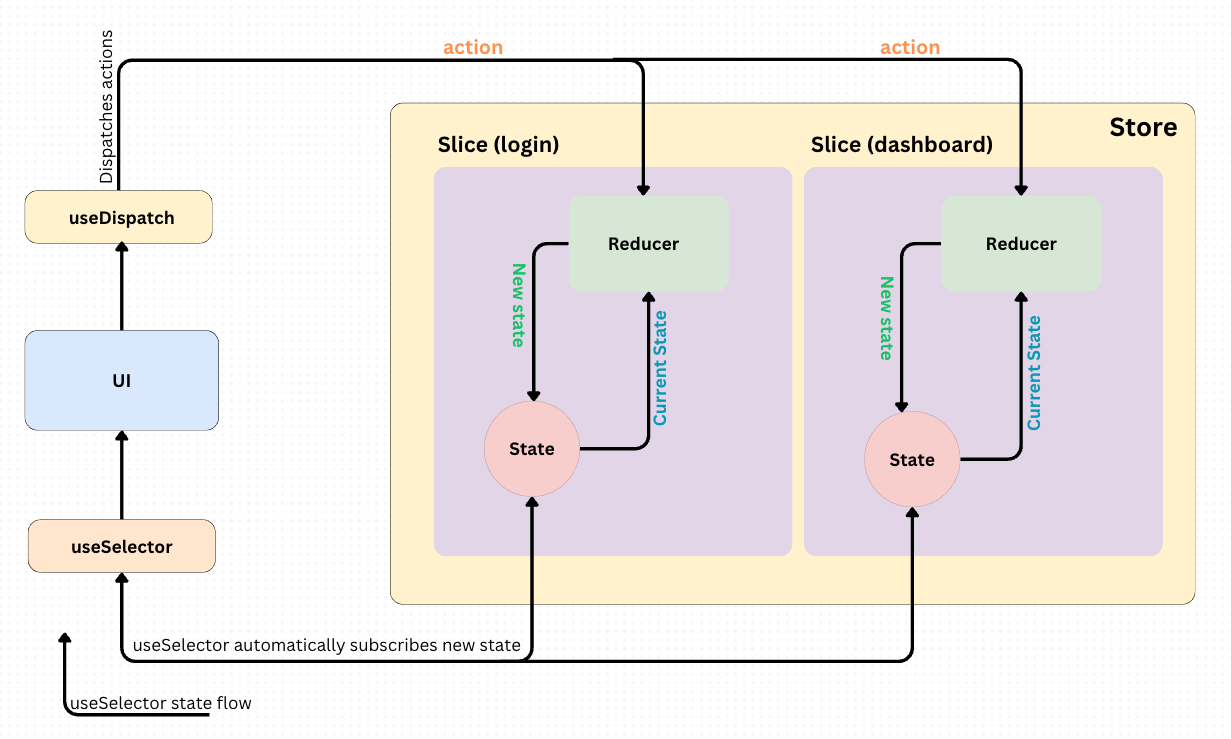 action
action
Dispatches actions
Store
Slice (login)
Slice (dashboard)
useDispatch
Reducer
Reducer
New state
New state
Current State
Current State
UI
State
State
useSelector
useSelector automatically subscribes new state
useSelector state flow